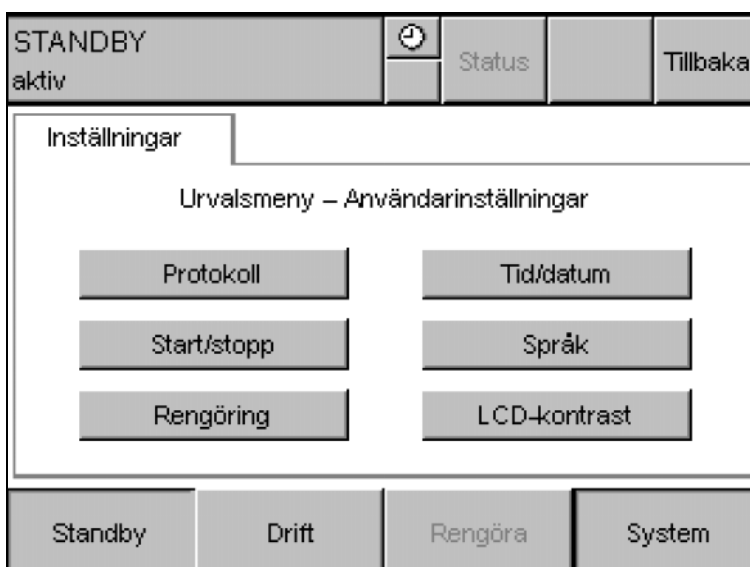 STANDBY
aktiv
Status
Tillbaka
Inställningar
Urvalsmeny – Användarinställningar
Protokoll
Tid/datum
Start/stopp
Språk
Rengöring
LCD-kontrast
Standby
Drift
Rengöra
System